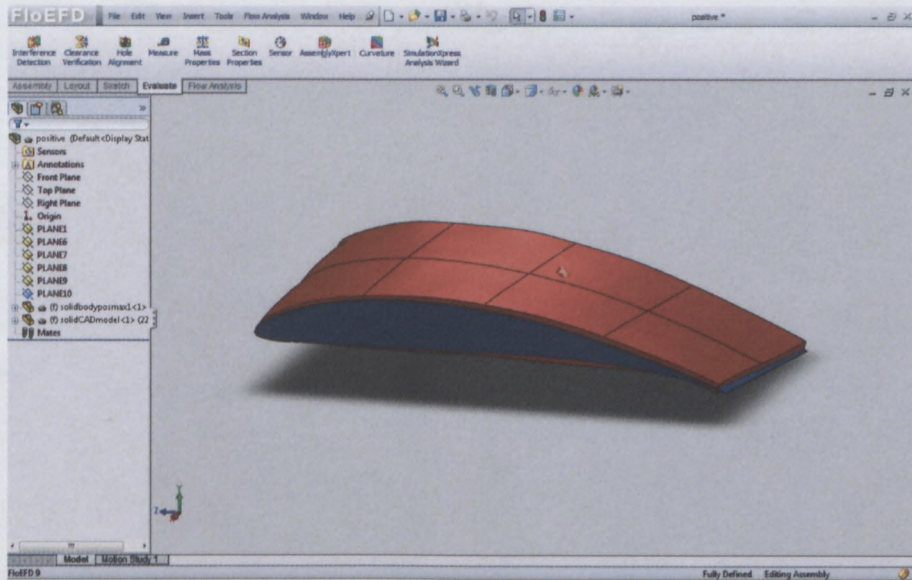 FloEFD File Edit View Insert Tools Flow Analysis Window Help positive *
Interference Detection
Clearance Verification
Hole Alignment
Measure
Mass Properties
Section Properties
Sensor
AssemblyXpert
Curvature
SimulationXpress Analysis Wizard
Assembly Layout Sketch Evaluate Flow Analysis
positive (Default<Display Stat
Sensors
Annotations
Front Plane
Top Plane
Right Plane
Origin
PLANE1
PLANE6
PLANE7
PLANE8
PLANE9
PLANE10
(f) solidbodyposmax1<1>
(f) solidCADmodel<1> (22
Mates
Y
Z
Model Motion Study 1
FloEFD 9 Fully Defined Editing Assembly